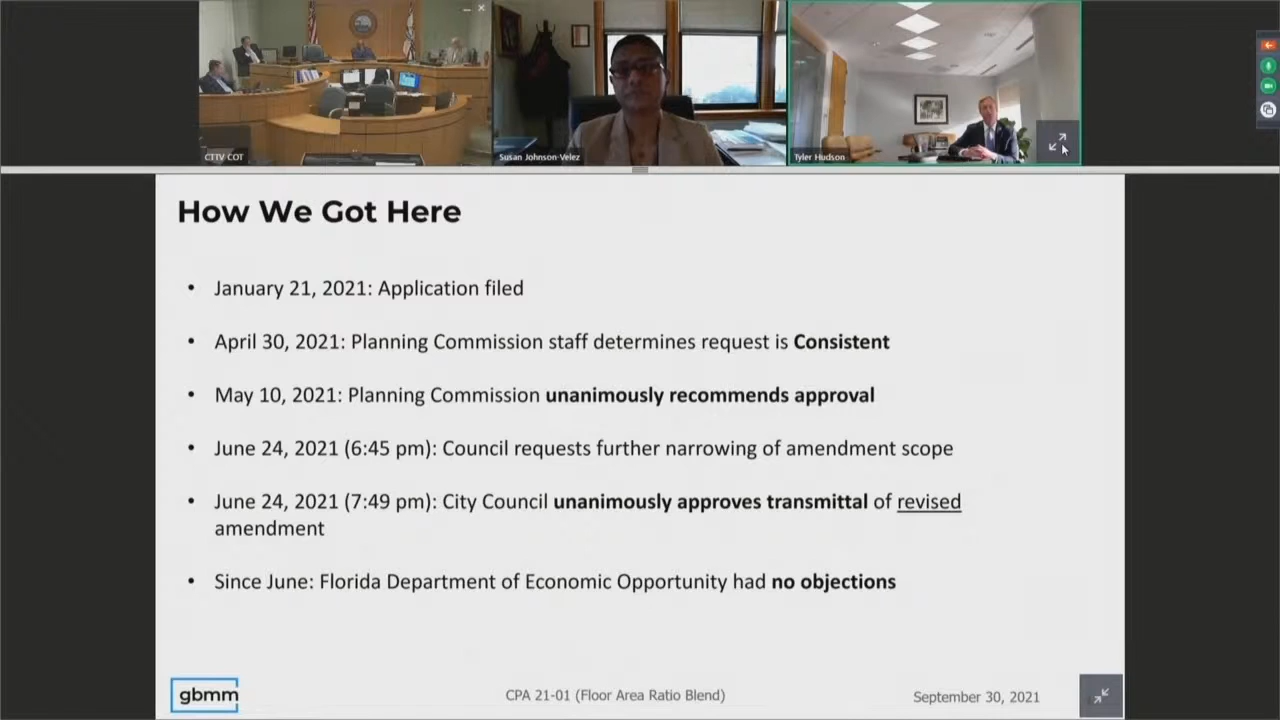 CTTV COT
Susan Johnson-Velez
Tyler Hudson
How We Got Here
• January 21, 2021: Application filed
• April 30, 2021: Planning Commission staff determines request is Consistent
• May 10, 2021: Planning Commission unanimously recommends approval
• June 24, 2021 (6:45 pm): Council requests further narrowing of amendment scope
• June 24, 2021 (7:49 pm): City Council unanimously approves transmittal of revised
amendment
• Since June: Florida Department of Economic Opportunity had no objections
gbmm
CPA 21-01 (Floor Area Ratio Blend)
September 30, 2021